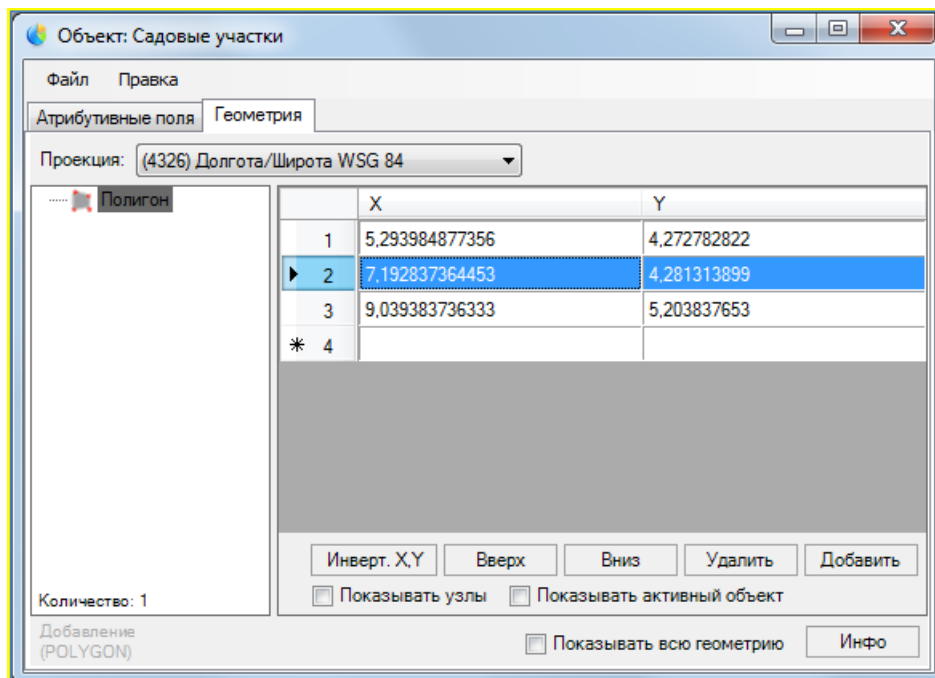 Объект: Садовые участки
Файл Правка
Атрибутивные поля Геометрия
Проекция: (4326) Долгота/Широта WSG 84
Полигон
X Y
1 5,293984877356 4,272782822
2 7,192837364453 4,281313899
3 9,039383736333 5,203837653
4
Инверт. X,Y Вверх Вниз Удалить Добавить
Показывать узлы Показывать активный объект
Количество: 1
Добавление
(POLYGON)
Показывать всю геометрию Инфо